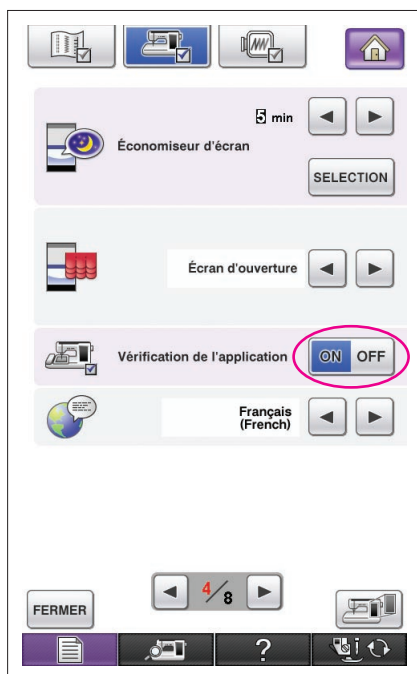 5 min
Économiseur d'écran
SELECTION
Écran d'ouverture
Vérification de l'application
ON OFF
Français
(French)
4/8
FERMER
?